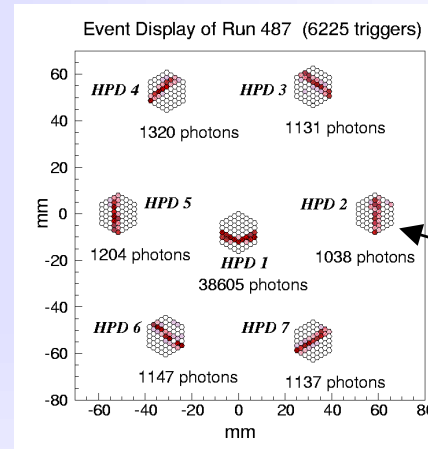 Event Display of Run 487 (6225 triggers)
60
HPD 4
HPD 3
40
1320 photons
1131 photons
20
mm
0
HPD 5
HPD 2
1204 photons
HPD 1
1038 photons
-20
38605 photons
-40
HPD 6
HPD 7
-60
1147 photons
1137 photons
-80
-60 -40 -20 0 20 40 60 80
mm